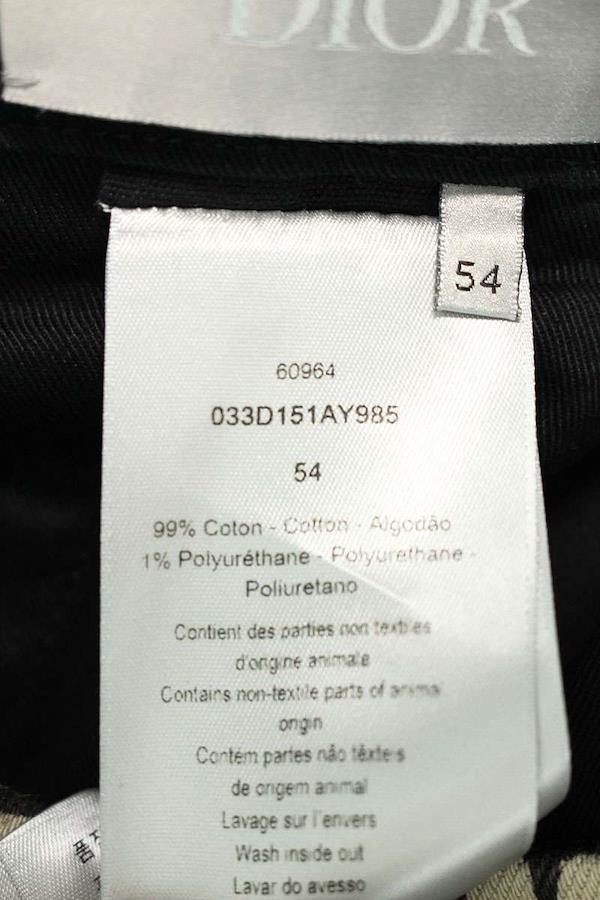 DIOR
54
60964
033D151AY985
54
99% Coton - Cotton - Algodão
1% Polyuréthane - Polyurethane -
Poliuretano
Contient des parties non textiles
d'origine animale
Contains non-textile parts of animal
origin
Contém partes não têxteis
de origem animal
Lavage sur l'envers
Wash inside out
Lavar do avesso